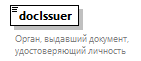 docIssuer
Орган, выдавший документ,
удостоверяющий личность